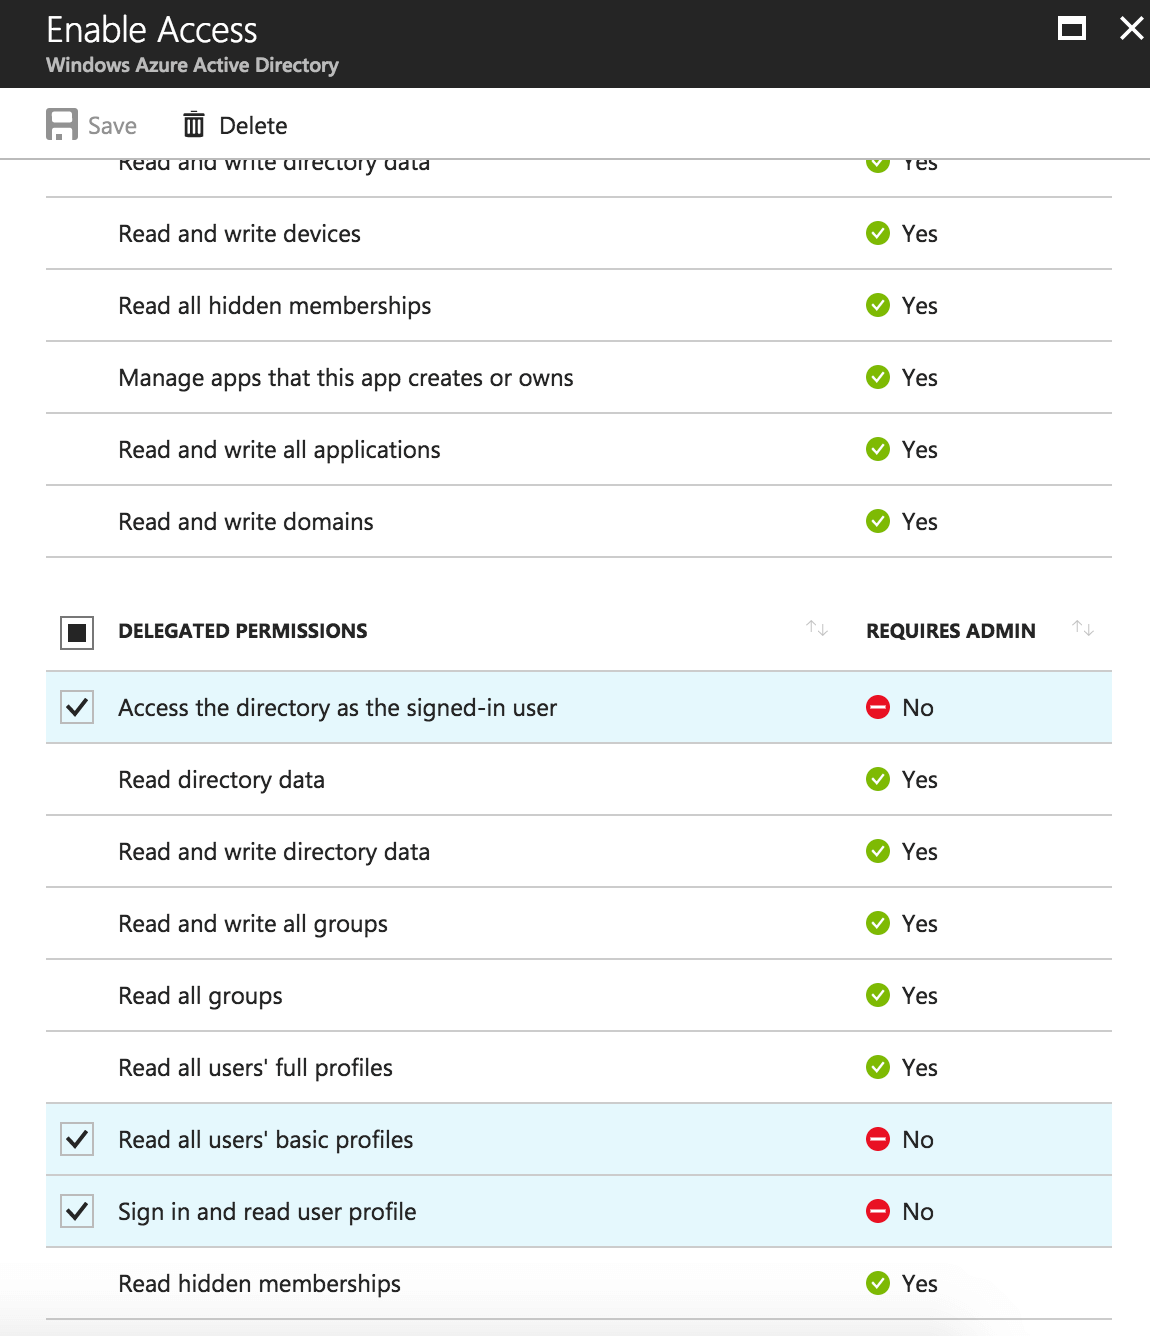 Enable Access
Windows Azure Active Directory
Save Delete
Read and write directory data Yes
Read and write devices Yes
Read all hidden memberships Yes
Manage apps that this app creates or owns Yes
Read and write all applications Yes
Read and write domains Yes
DELEGATED PERMISSIONS REQUIRES ADMIN
Access the directory as the signed-in user No
Read directory data Yes
Read and write directory data Yes
Read and write all groups Yes
Read all groups Yes
Read all users' full profiles Yes
Read all users' basic profiles No
Sign in and read user profile No
Read hidden memberships Yes